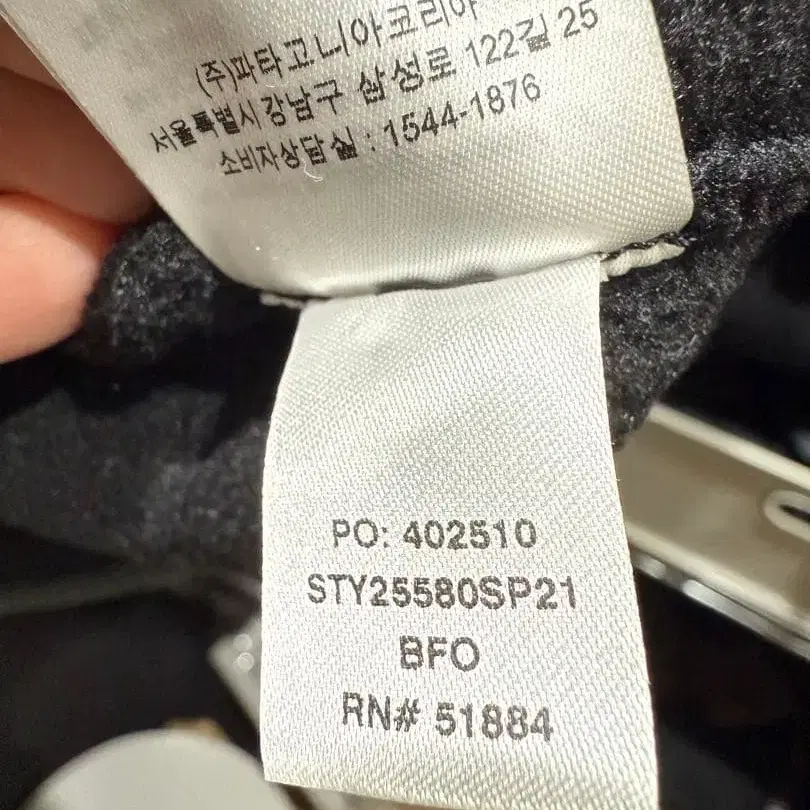 (주)파타고니아코리아
서울특별시 강남구 삼성로 122길 25
소비자상담실 : 1544-1876
PO: 402510
STY25580SP21
BFO
RN# 51884